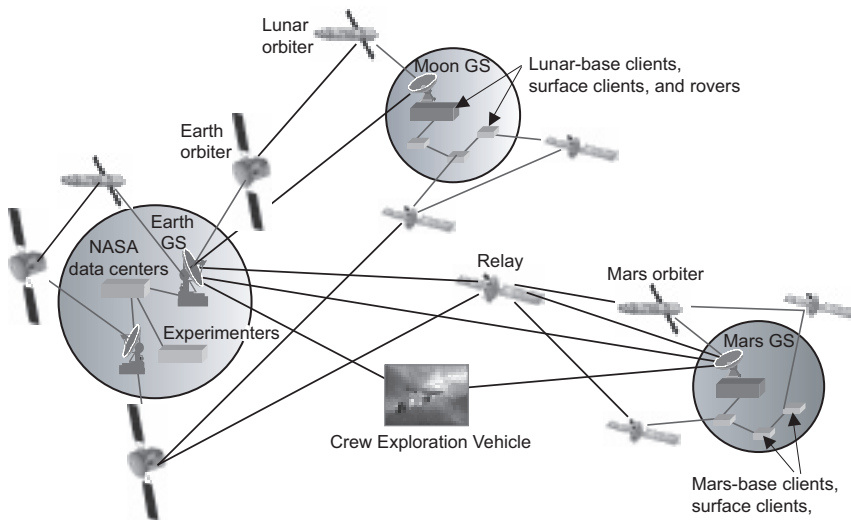 Lunar
orbiter
Moon GS
Lunar-base clients,
surface clients, and rovers
Earth
orbiter
Earth
GS
NASA
data centers
Experimenters
Relay
Mars orbiter
Mars GS
Crew Exploration Vehicle
Mars-base clients,
surface clients,